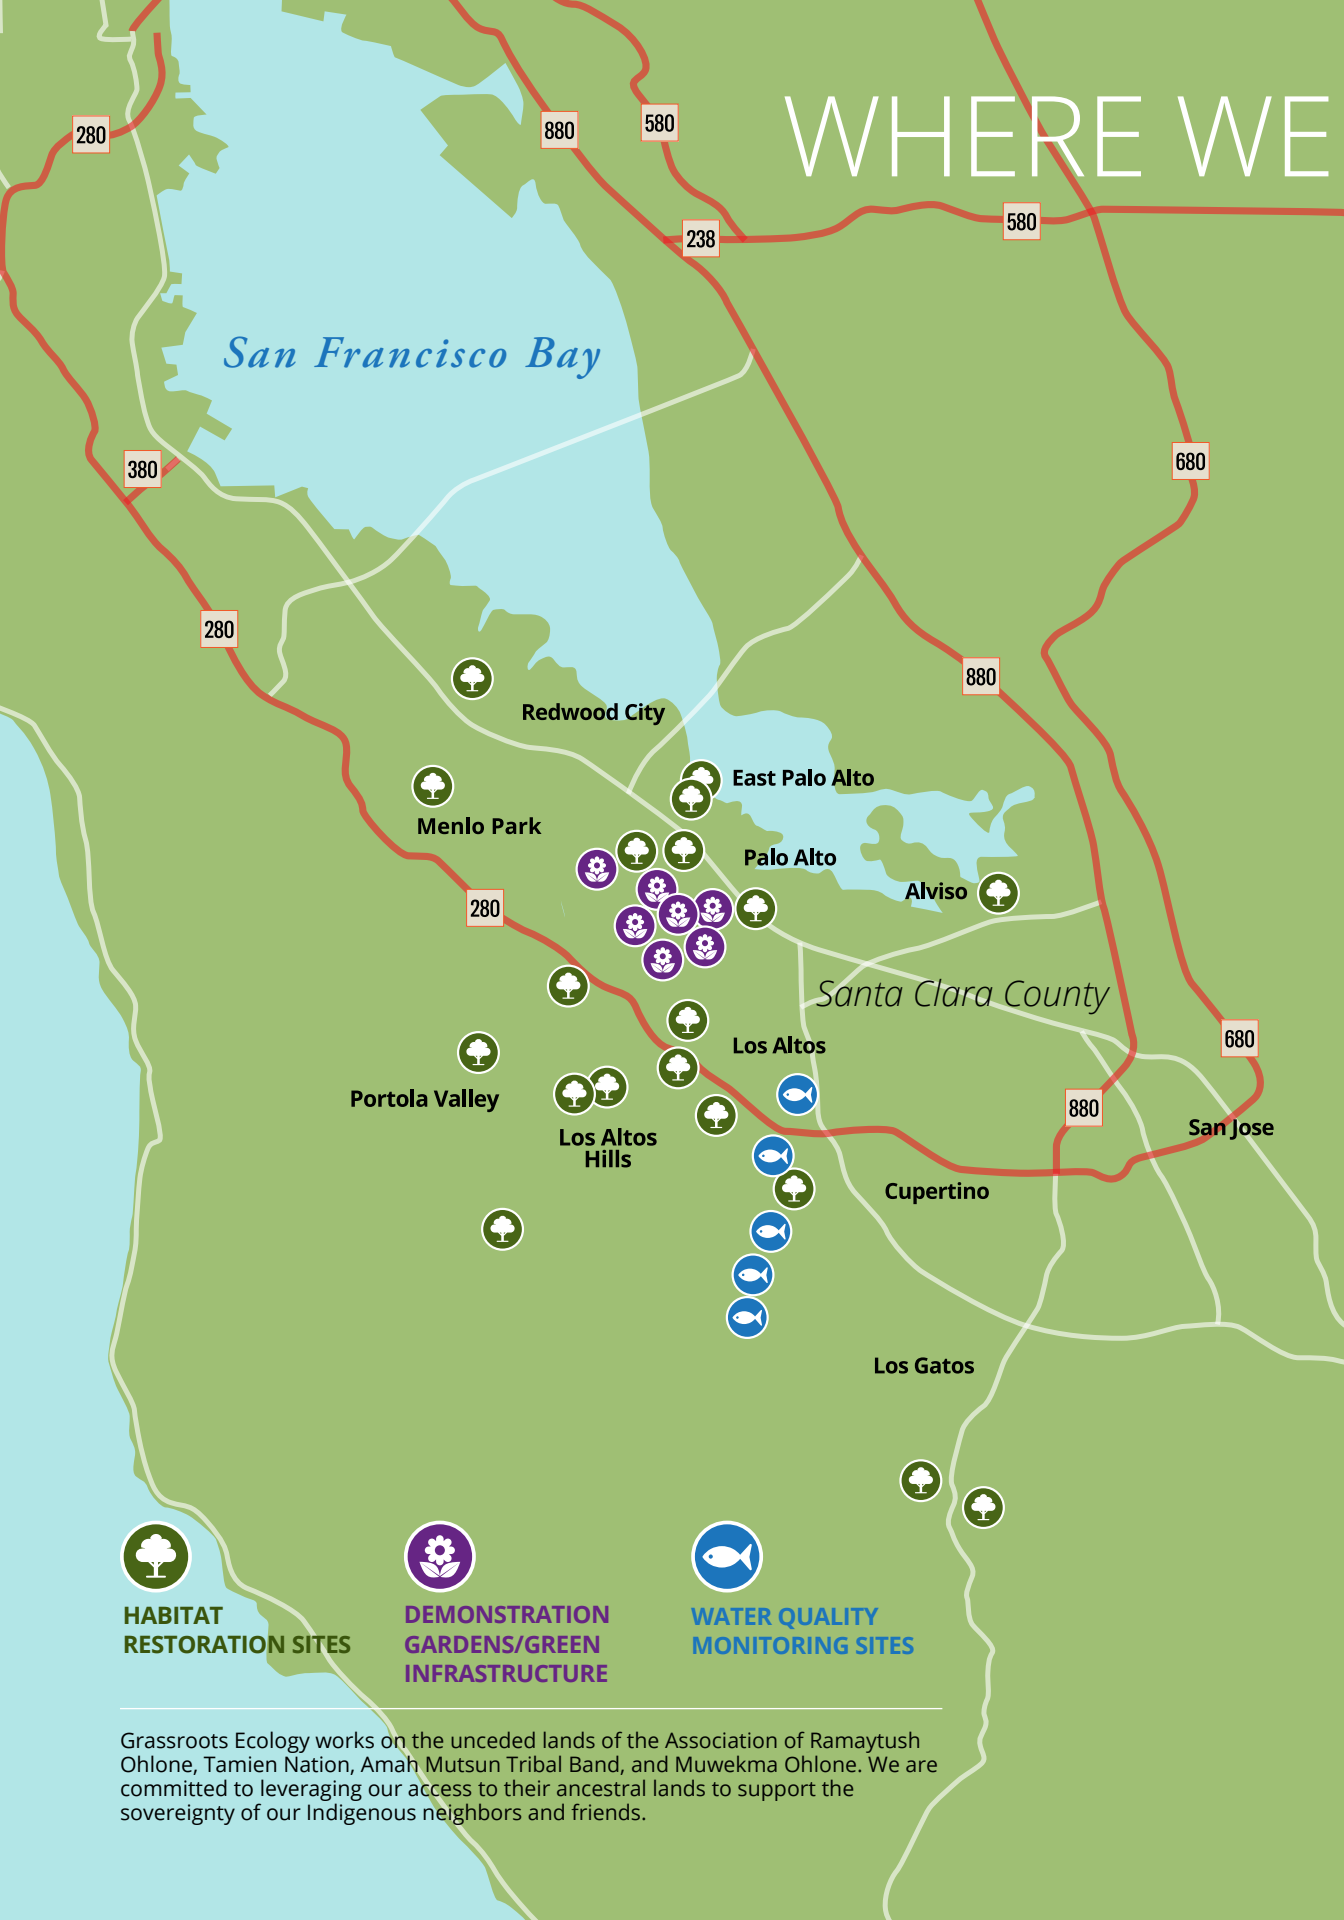 WHERE WE
280
880
580
238
580
San Francisco Bay
380
680
280
880
Redwood City
East Palo Alto
Menlo Park
Palo Alto
Alviso
280
Santa Clara County
680
Los Altos
Portola Valley
880
San Jose
Los Altos
Hills
Cupertino
Los Gatos
HABITAT
RESTORATION SITES
DEMONSTRATION
GARDENS/GREEN
INFRASTRUCTURE
WATER QUALITY
MONITORING SITES
Grassroots Ecology works on the unceded lands of the Association of Ramaytush
Ohlone, Tamien Nation, Amah Mutsun Tribal Band, and Muwekma Ohlone. We are
committed to leveraging our access to their ancestral lands to support the
sovereignty of our Indigenous neighbors and friends.